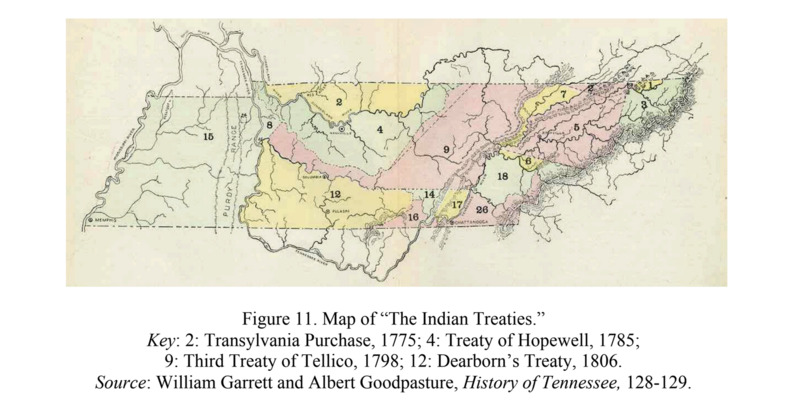 2
7
2
1
3
8
4
5
15
PURDY RANGE
9
6
18
COLUMBIA
12
14
17
PULASKI
16
26
MEMPHIS
CHATTANOOGA
TENNESSEE RIVER
Figure 11. Map of “The Indian Treaties.”
Key: 2: Transylvania Purchase, 1775; 4: Treaty of Hopewell, 1785;
9: Third Treaty of Tellico, 1798; 12: Dearborn’s Treaty, 1806.
Source: William Garrett and Albert Goodpasture, History of Tennessee, 128-129.